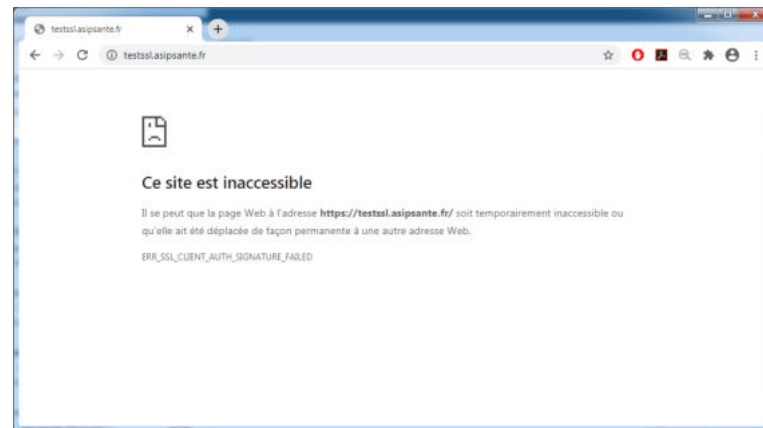 testssl.asipsante.fr
testssl.asipsante.fr
Ce site est inaccessible
Il se peut que la page Web à l'adresse https://testssl.asipsante.fr/ soit temporairement inaccessible ou
qu'elle ait été déplacée de façon permanente à une autre adresse Web.
ERR_SSL_CLIENT_AUTH_SIGNATURE_FAILED